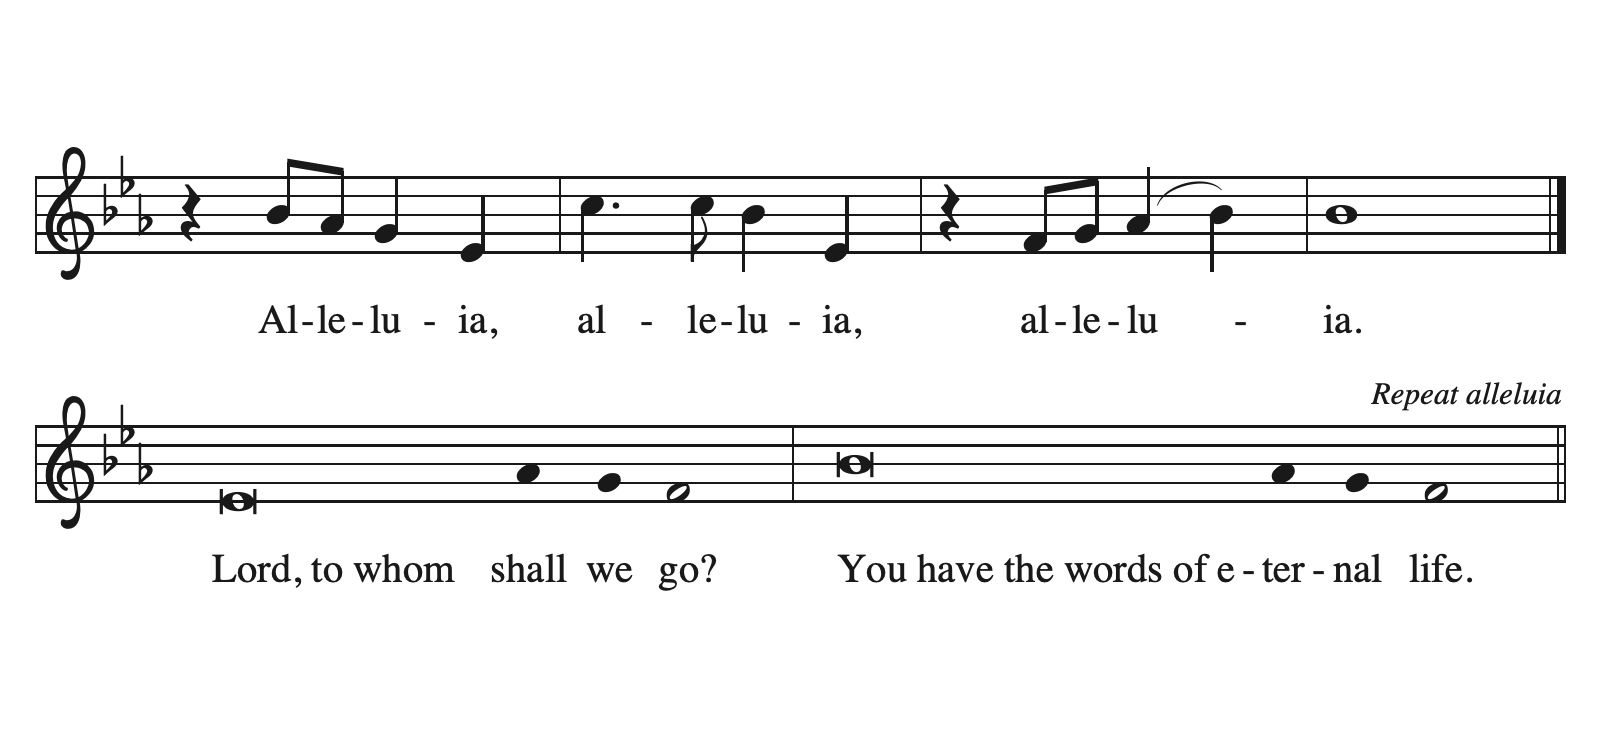 Al-le-lu - ia, al - le-lu - ia, al-le-lu - ia.
Repeat alleluia
Lord, to whom shall we go? You have the words of e-ter-nal life.